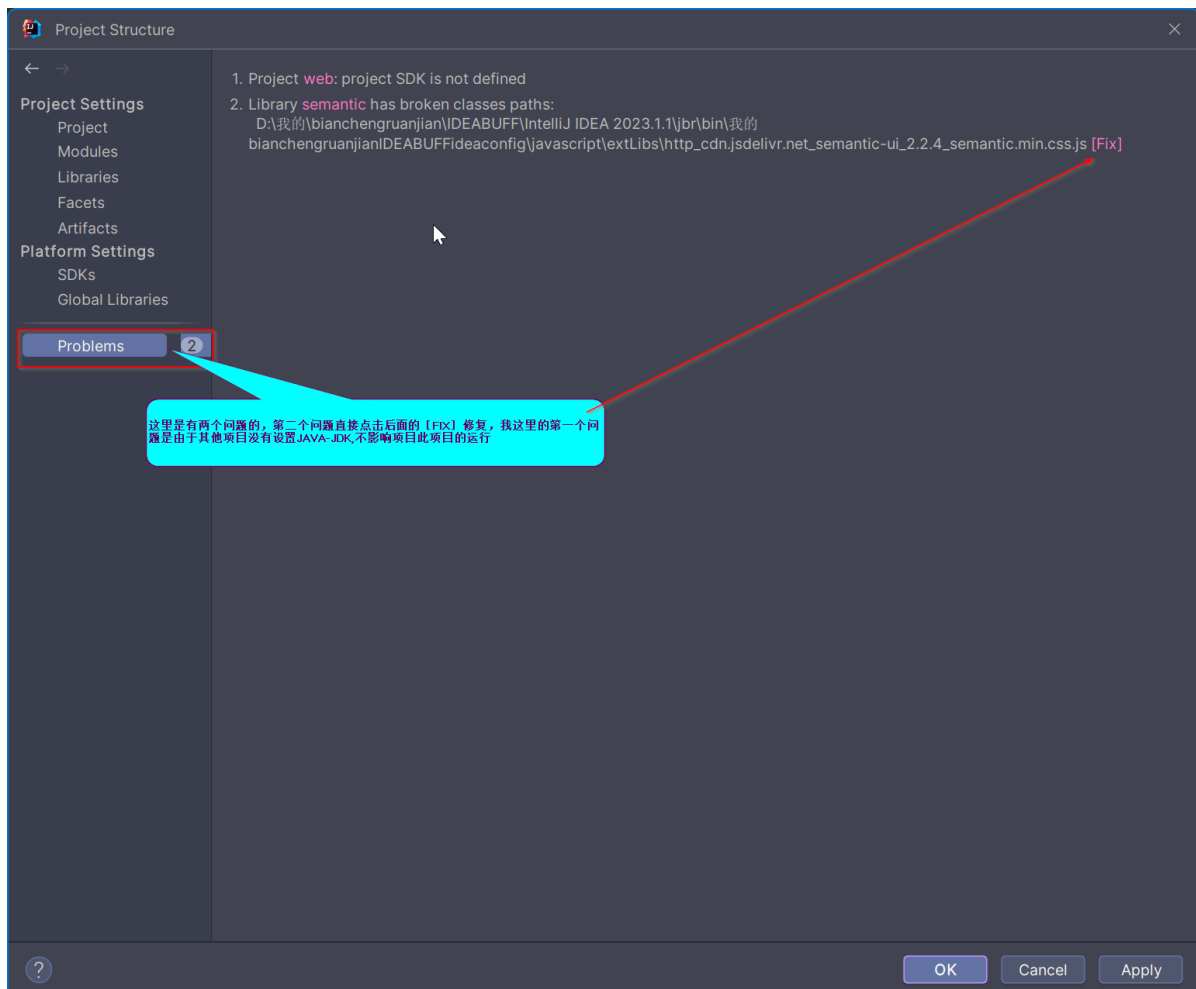 Project Structure
Project Settings
Project
Modules
Libraries
Facets
Artifacts
Platform Settings
SDKs
Global Libraries
Problems 2
1. Project web: project SDK is not defined
2. Library semantic has broken classes paths:
D:\我的\bianchengruanjian\IDEABUFF\IntelliJ IDEA 2023.1.1\jbr\bin\我的
bianchengruanjianIDEABUFFideaconfig\javascript\extLibs\http_cdn.jsdelivr.net_semantic-ui_2.2.4_semantic.min.css.js [Fix]
这里是有两个问题的，第二个问题直接点击后面的［FIX］修复，我这里的第一个问
题是由于其他项目没有设置JAVA-JDK,不影响项目此项目的运行
?
OK
Cancel
Apply